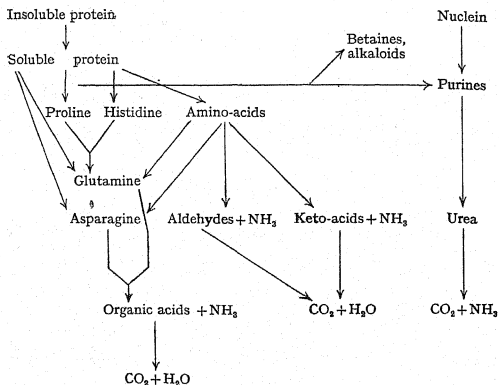 Insoluble protein
Nuclein
Betaines,
alkaloids
Soluble protein
Purines
Proline Histidine Amino-acids
Glutamine
Asparagine Aldehydes + NH₃ Keto-acids + NH₃ Urea
Organic acids + NH₃ CO₂ + H₂O CO₂ + NH₃
CO₂ + H₂O